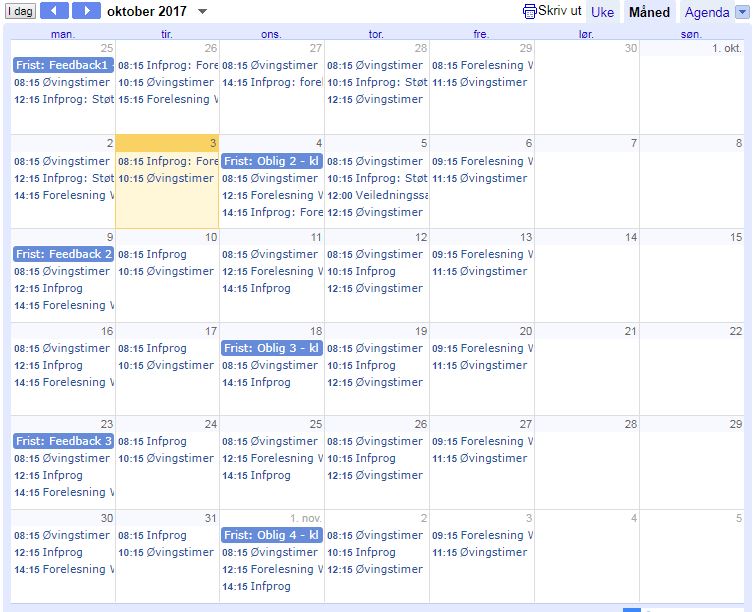 I dag oktober 2017 Skriv ut Uke Måned Agenda
man. tir. ons. tor. fre. lør. søn.
25 26 27 28 29 30 1. okt.
Frist: Feedback1 08:15 Infprog: Fore 08:15 Øvingstimer 08:15 Øvingstimer 08:15 Forelesning V
08:15 Øvingstimer 10:15 Øvingstimer 14:15 Infprog: forel 10:15 Infprog: Støt 11:15 Øvingstimer
12:15 Infprog: Støt 15:15 Forelesning V 12:15 Øvingstimer
2 3 4 5 6 7 8
08:15 Øvingstimer 08:15 Infprog: Fore Frist: Oblig 2 - kl 08:15 Øvingstimer 09:15 Forelesning V
12:15 Infprog: Støt 10:15 Øvingstimer 08:15 Øvingstimer 10:15 Infprog: Støt 11:15 Øvingstimer
14:15 Forelesning V 12:15 Forelesning V 12:00 Veiledningssa
14:15 Infprog: Fore 12:15 Øvingstimer
9 10 11 12 13 14 15
Frist: Feedback 2 08:15 Infprog 08:15 Øvingstimer 08:15 Øvingstimer 09:15 Forelesning V
08:15 Øvingstimer 10:15 Øvingstimer 12:15 Forelesning V 10:15 Infprog 11:15 Øvingstimer
12:15 Infprog 14:15 Infprog 12:15 Øvingstimer
14:15 Forelesning V
16 17 18 19 20 21 22
08:15 Øvingstimer 08:15 Infprog Frist: Oblig 3 - kl 08:15 Øvingstimer 09:15 Forelesning V
12:15 Infprog 10:15 Øvingstimer 08:15 Øvingstimer 10:15 Infprog 11:15 Øvingstimer
14:15 Forelesning V 14:15 Infprog 12:15 Øvingstimer
23 24 25 26 27 28 29
Frist: Feedback 3 08:15 Infprog 08:15 Øvingstimer 08:15 Øvingstimer 09:15 Forelesning V
08:15 Øvingstimer 10:15 Øvingstimer 12:15 Forelesning V 10:15 Infprog 11:15 Øvingstimer
12:15 Infprog 14:15 Infprog 12:15 Øvingstimer
14:15 Forelesning V
30 31 1. nov. 2 3 4 5
08:15 Øvingstimer 08:15 Infprog Frist: Oblig 4 - kl 08:15 Øvingstimer 09:15 Forelesning V
12:15 Infprog 10:15 Øvingstimer 08:15 Øvingstimer 10:15 Infprog 11:15 Øvingstimer
14:15 Forelesning V 12:15 Forelesning V 12:15 Øvingstimer
14:15 Infprog